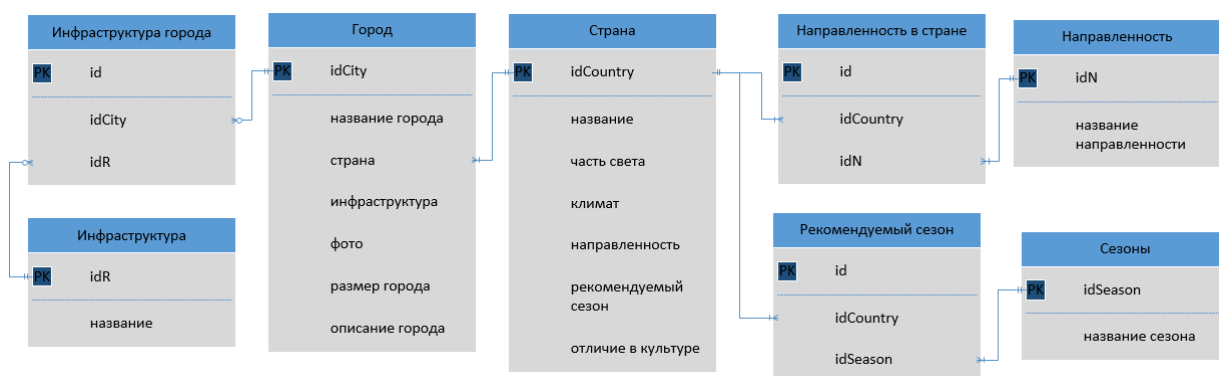 Инфраструктура города
PK id
idCity
idR
Инфраструктура
PK idR
название
Город
PK idCity
название города
страна
инфраструктура
фото
размер города
описание города
Страна
PK idCountry
название
часть света
климат
направленность
рекомендуемый
сезон
отличие в культуре
Направленность в стране
PK id
idCountry
idN
Рекомендуемый сезон
PK id
idCountry
idSeason
Направленность
PK idN
название
направленности
Сезоны
PK idSeason
название сезона